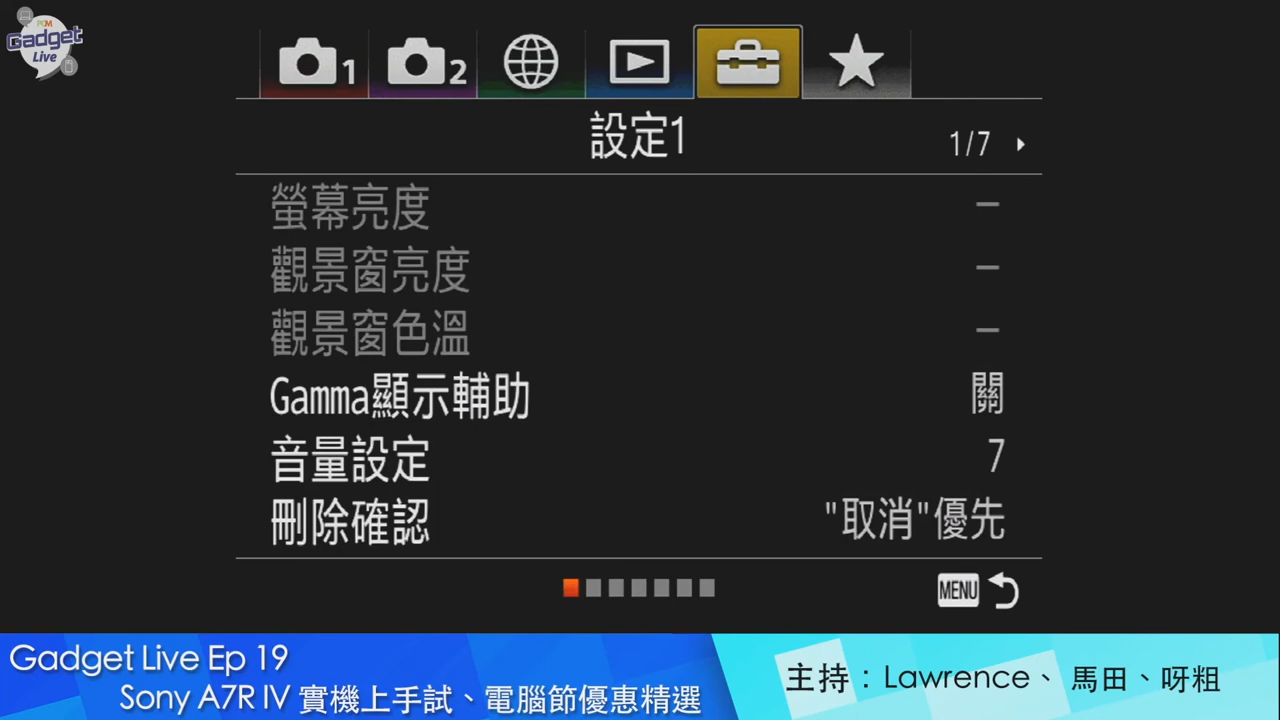 PCM
Gadget
Live
1
2
設定1
1/7
螢幕亮度 –
觀景窗亮度 –
觀景窗色溫 –
Gamma顯示輔助 關
音量設定 7
刪除確認 "取消"優先
MENU
Gadget Live Ep 19
Sony A7R IV 實機上手試、電腦節優惠精選
主持：Lawrence、馬田、呀粗